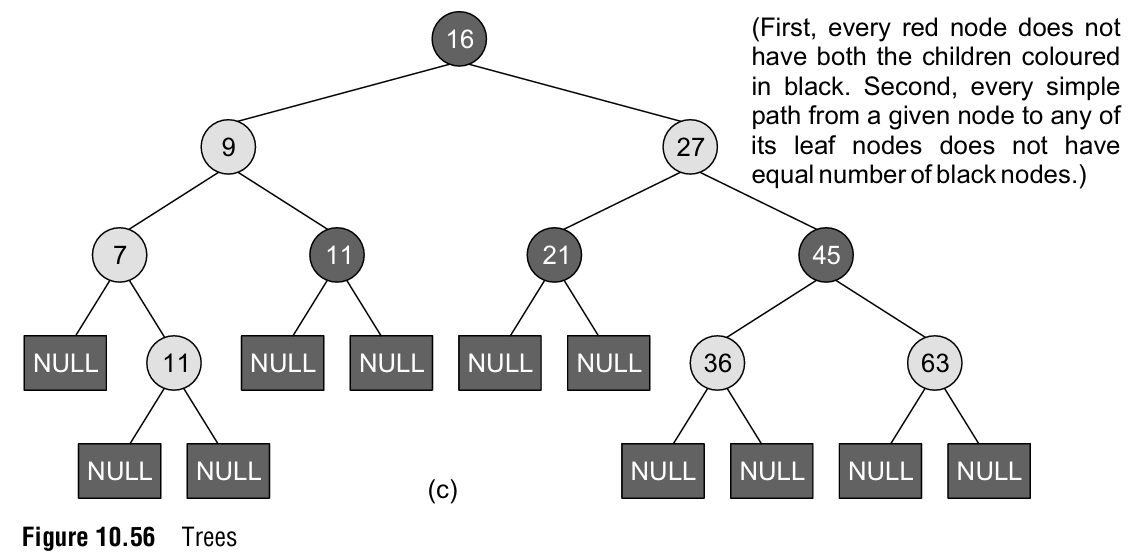 16
(First, every red node does not
have both the children coloured
in black. Second, every simple
path from a given node to any of
its leaf nodes does not have
equal number of black nodes.)
9
27
7
11
21
45
NULL
11
NULL
NULL
NULL
NULL
36
63
NULL
NULL
NULL
NULL
NULL
NULL
(c)
Figure 10.56 Trees